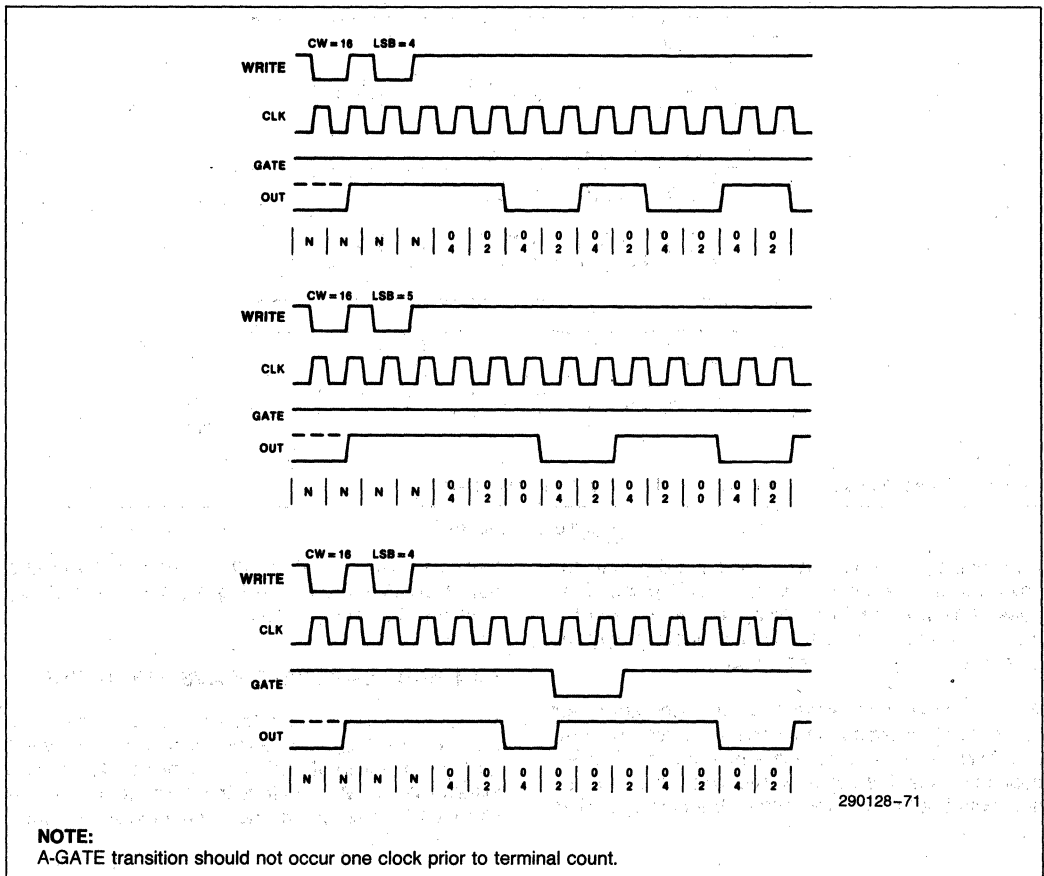 CW = 16 LSB = 4
WRITE
CLK
GATE
OUT
N N N N 0 0 0 0 0 0 0 0 0 0
4 2 4 2 4 2 4 2 4 2
CW = 16 LSB = 5
WRITE
CLK
GATE
OUT
N N N N 0 0 0 0 0 0 0 0 0 0
4 2 0 4 2 4 2 0 4 2
CW = 16 LSB = 4
WRITE
CLK
GATE
OUT
N N N N 0 0 0 0 0 0 0 0 0 0
4 2 4 2 2 2 4 2 4 2
290128-71
NOTE:
A-GATE transition should not occur one clock prior to terminal count.